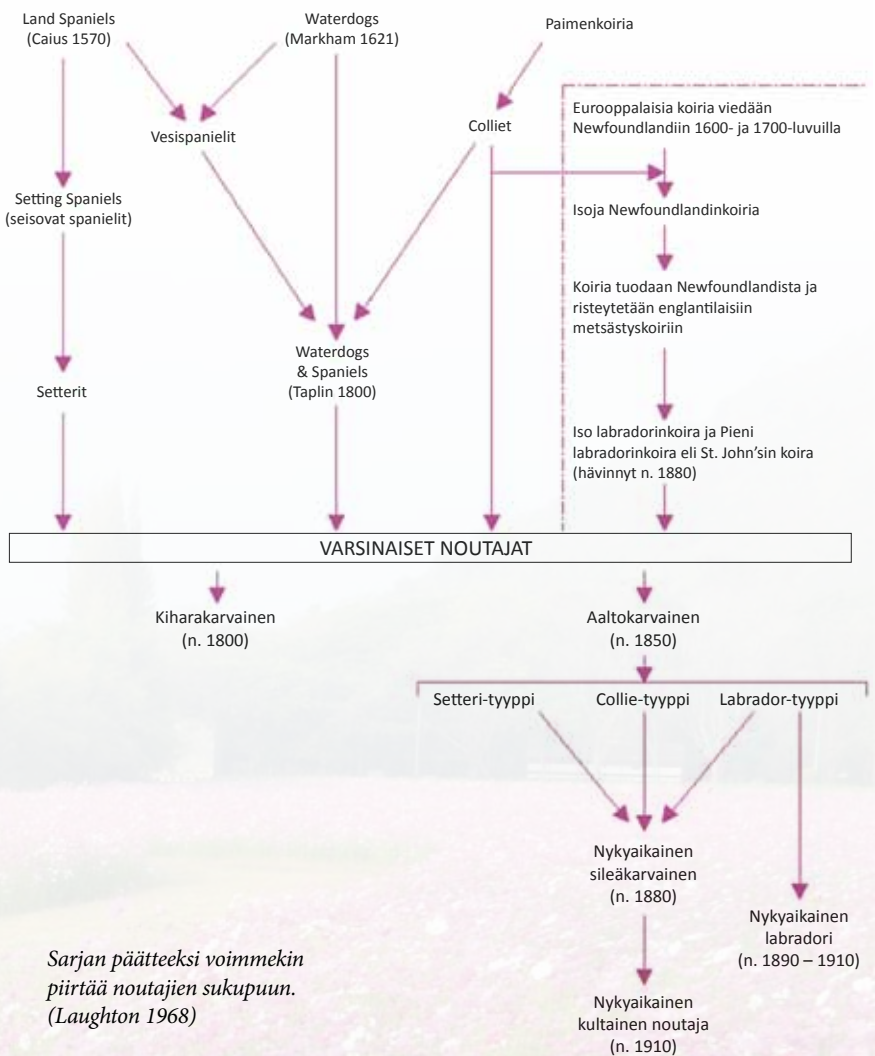 Land Spaniels
(Caius 1570)
Waterdogs
(Markham 1621)
Paimenkoiria
Vesispanielit
Colliet
Eurooppalaisia koiria viedään
Newfoundlandiin 1600- ja 1700-luvuilla
Setting Spaniels
(seisovat spanielit)
Isoja Newfoundlandinkoiria
Koiria tuodaan Newfoundlandista ja
risteytetään englantilaisiin
metsästyskoiriin
Setterit
Waterdogs
& Spaniels
(Taplin 1800)
Iso labradorinkoira ja Pieni
labradorinkoira eli St. John'sin koira
(hävinnyt n. 1880)
VARSINAISET NOUTAJAT
Kiharakarvainen
(n. 1800)
Aaltokarvainen
(n. 1850)
Setteri-tyyppi
Collie-tyyppi
Labrador-tyyppi
Nykyaikainen
sileäkarvainen
(n. 1880)
Nykyaikainen
labradori
(n. 1890 – 1910)
Nykyaikainen
kultainen noutaja
(n. 1910)
Sarjan päätteeksi voimmekin
piirtää noutajien sukupuun.
(Laughton 1968)